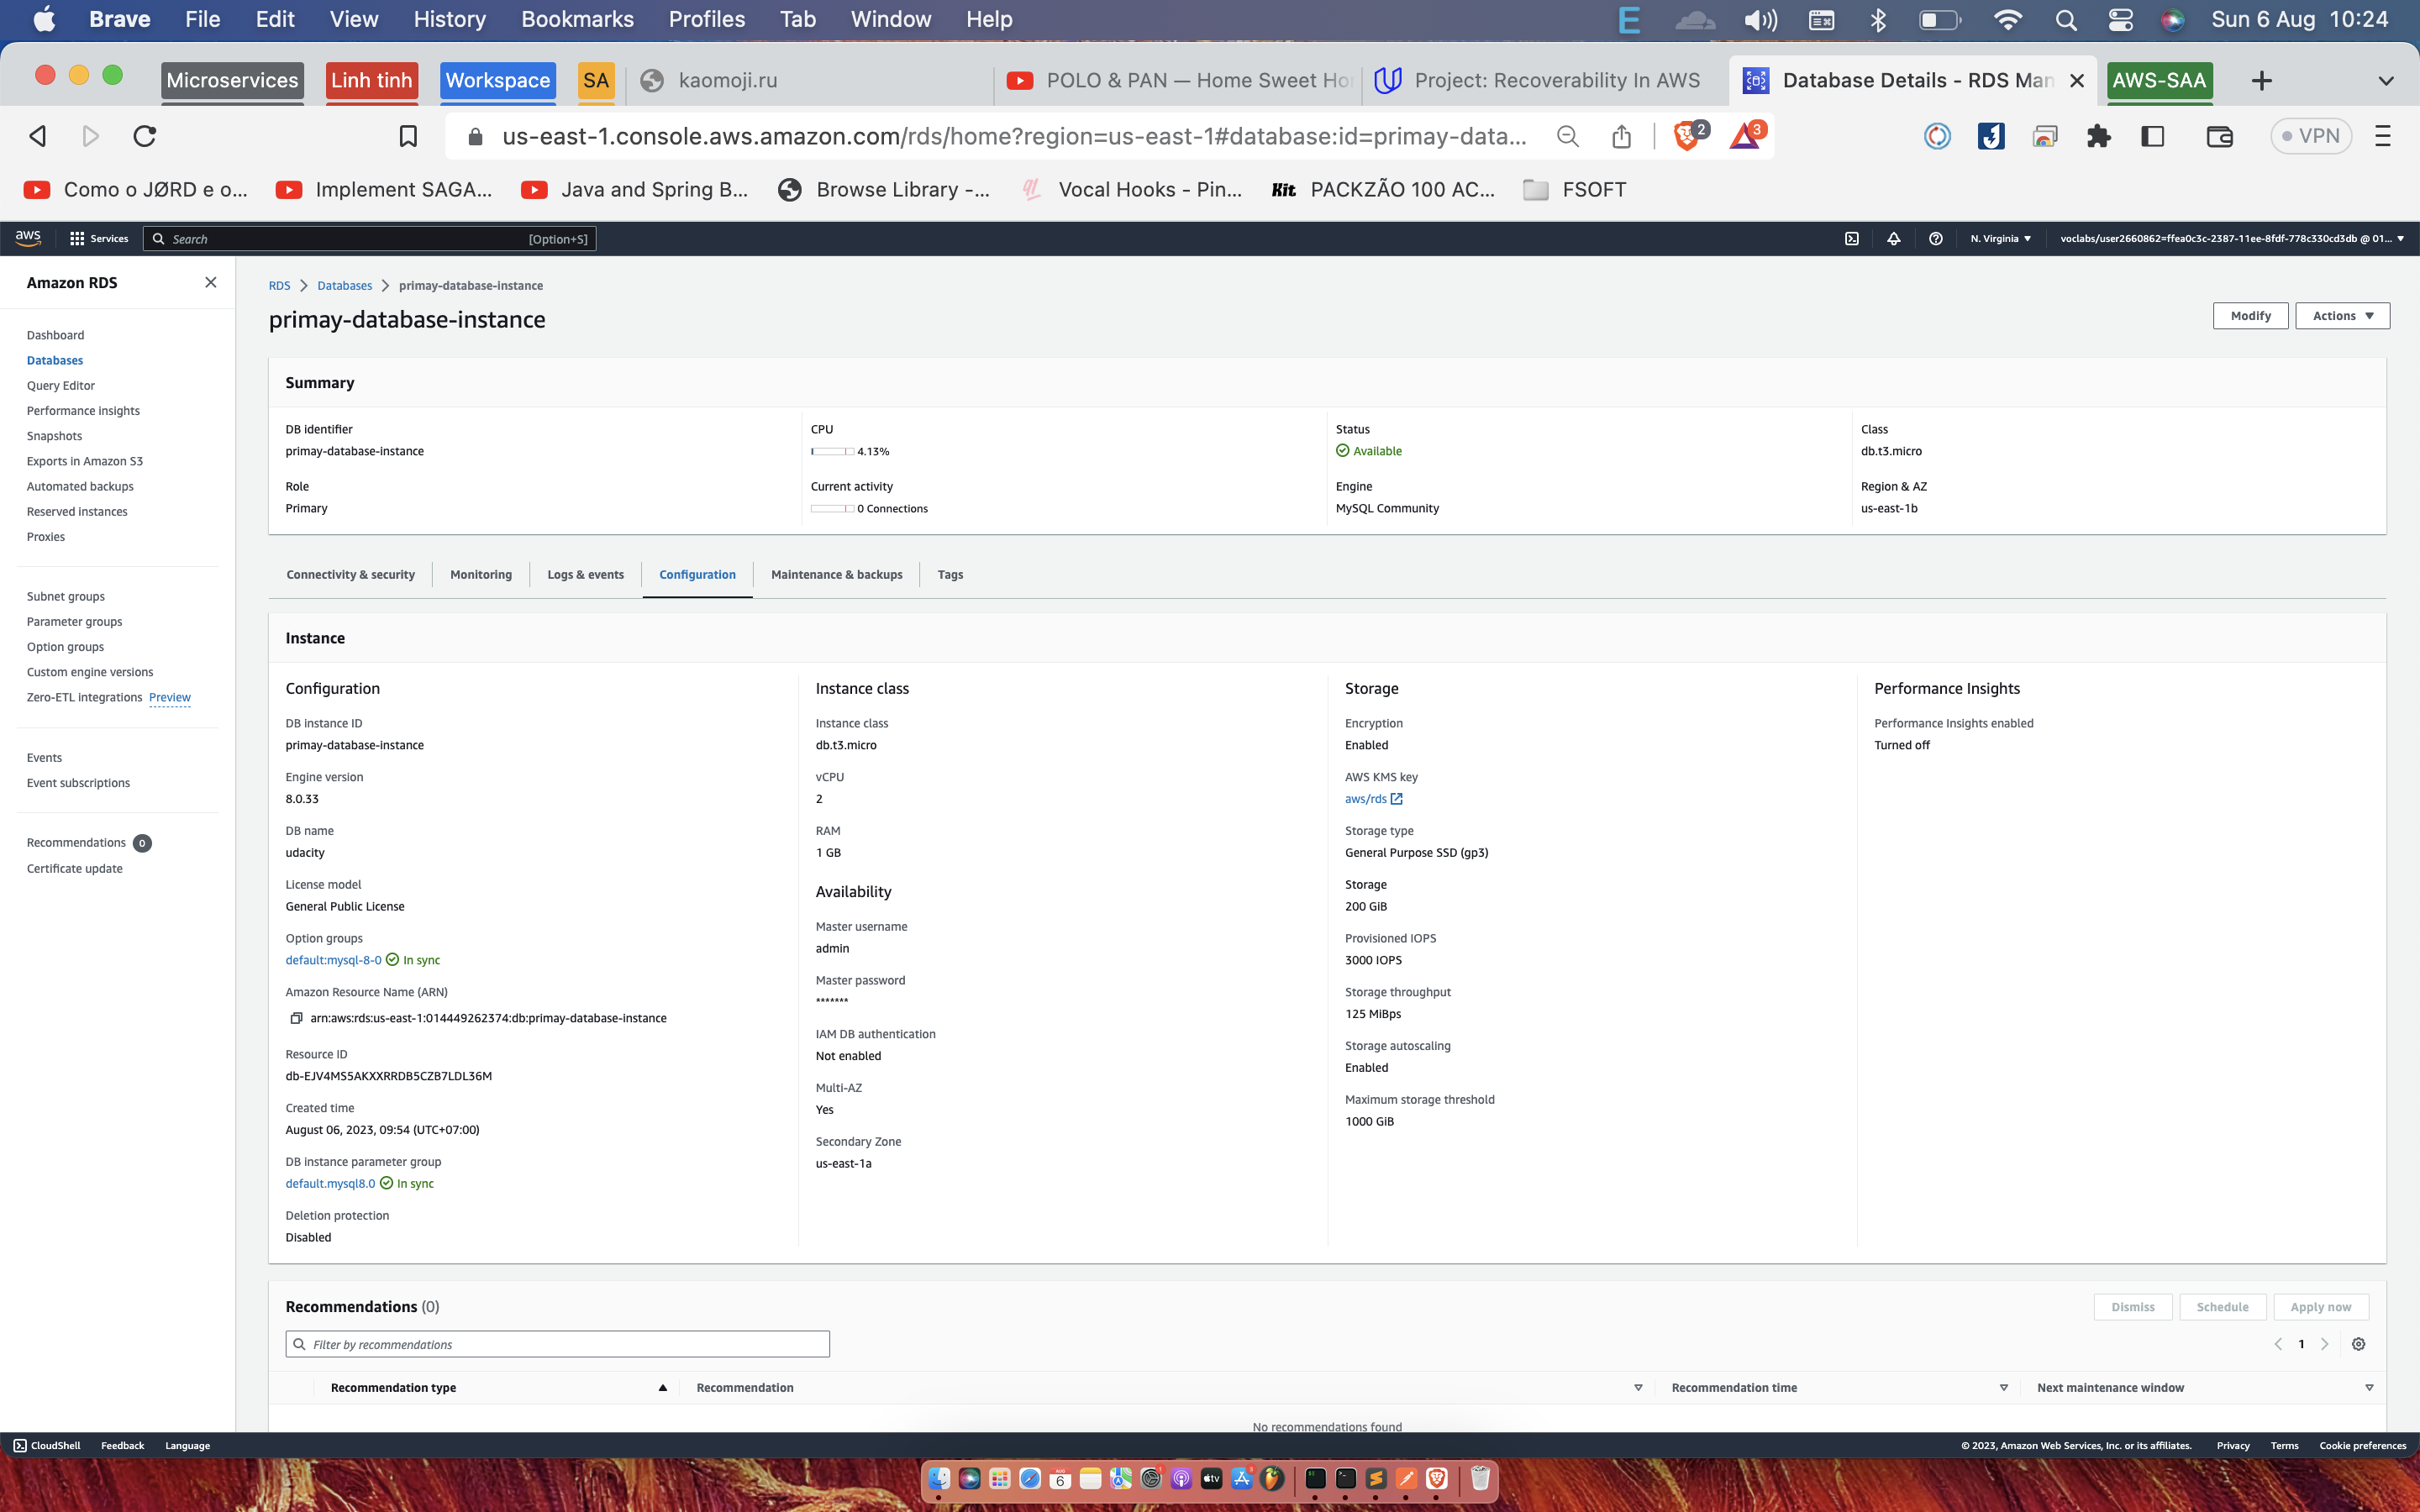 Brave File Edit View History Bookmarks Profiles Tab Window Help Sun 6 Aug 10:24
Microservices Linh tinh Workspace SA kaomoji.ru POLO & PAN — Home Sweet Ho Project: Recoverability In AWS Database Details - RDS Man AWS-SAA
us-east-1.console.aws.amazon.com/rds/home?region=us-east-1#database:id=primay-data... 2 3 VPN
Como o JØRD e o... Implement SAGA... Java and Spring B... Browse Library -... Vocal Hooks - Pin... Kit PACKZÃO 100 AC... FSOFT
aws Services Search [Option+S] N. Virginia voclabs/user2660862=ffea0c3c-2387-11ee-8fdf-778c330cd3db @ 01...
Amazon RDS
Dashboard
Databases
Query Editor
Performance insights
Snapshots
Exports in Amazon S3
Automated backups
Reserved instances
Proxies
Subnet groups
Parameter groups
Option groups
Custom engine versions
Zero-ETL integrations Preview
Events
Event subscriptions
Recommendations 0
Certificate update
RDS Databases primay-database-instance
primay-database-instance
Modify Actions
Summary
DB identifier
primay-database-instance
Role
Primary
CPU
4.13%
Current activity
0 Connections
Status
Available
Engine
MySQL Community
Class
db.t3.micro
Region & AZ
us-east-1b
Connectivity & security Monitoring Logs & events Configuration Maintenance & backups Tags
Instance
Configuration
DB instance ID
primay-database-instance
Engine version
8.0.33
DB name
udacity
License model
General Public License
Option groups
default:mysql-8-0 In sync
Amazon Resource Name (ARN)
arn:aws:rds:us-east-1:014449262374:db:primay-database-instance
Resource ID
db-EJV4MS5AKXXRRDB5CZB7LDL36M
Created time
August 06, 2023, 09:54 (UTC+07:00)
DB instance parameter group
default.mysql8.0 In sync
Deletion protection
Disabled
Instance class
Instance class
db.t3.micro
vCPU
2
RAM
1 GB
Availability
Master username
admin
Master password
*******
IAM DB authentication
Not enabled
Multi-AZ
Yes
Secondary Zone
us-east-1a
Storage
Encryption
Enabled
AWS KMS key
aws/rds
Storage type
General Purpose SSD (gp3)
Storage
200 GiB
Provisioned IOPS
3000 IOPS
Storage throughput
125 MiBps
Storage autoscaling
Enabled
Maximum storage threshold
1000 GiB
Performance Insights
Performance Insights enabled
Turned off
Recommendations (0)
Dismiss Schedule Apply now
Filter by recommendations
1
Recommendation type Recommendation Recommendation time Next maintenance window
No recommendations found
CloudShell Feedback Language © 2023, Amazon Web Services, Inc. or its affiliates. Privacy Terms Cookie preferences